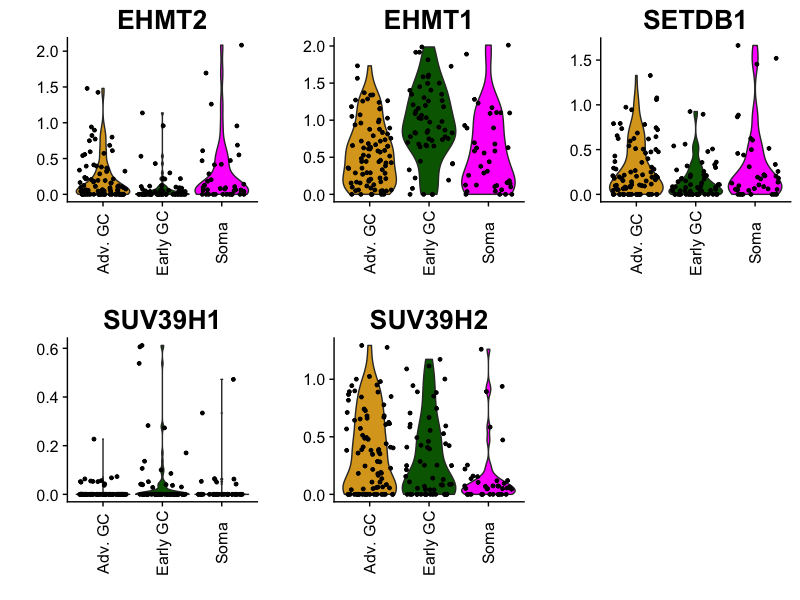 EHMT2
EHMT1
SETDB1
2.0
1.5
1.0
0.5
0.0
2.0
1.5
1.0
0.5
0.0
1.5
1.0
0.5
0.0
Adv. GC
Early GC
Soma
Adv. GC
Early GC
Soma
Adv. GC
Early GC
Soma
SUV39H1
SUV39H2
0.6
0.4
0.2
0.0
1.0
0.5
0.0
Adv. GC
Early GC
Soma
Adv. GC
Early GC
Soma